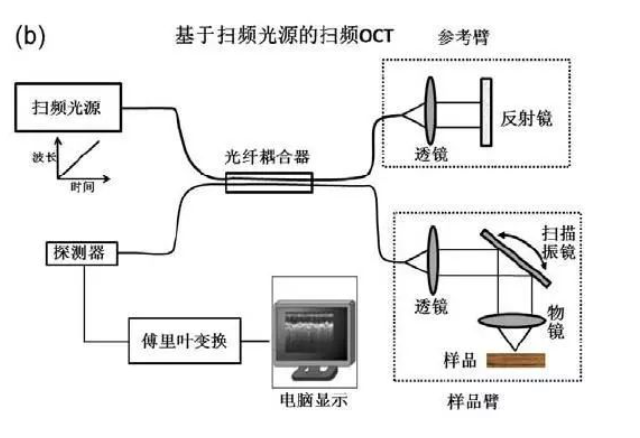 (b)
基于扫频光源的扫频OCT
参考臂
扫频光源
反射镜
透镜
波长
时间
光纤耦合器
探测器
扫描
振镜
透镜
物
镜
傅里叶变换
样品
电脑显示
样品臂